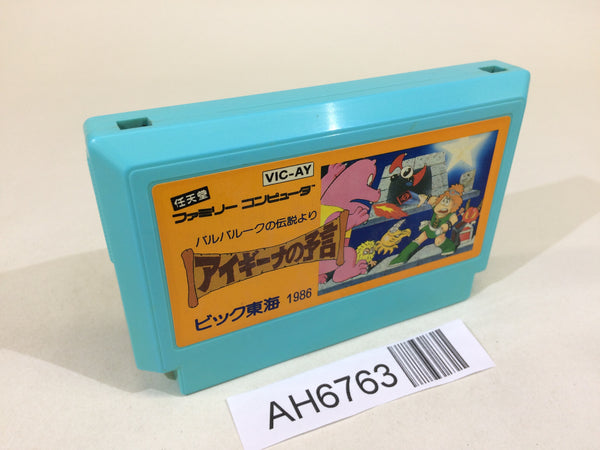 VIC-AY
任天堂
ファミリー コンピュータ
バルバルークの伝説より
アイギーナの予言
ビック東海 1986
AH6763